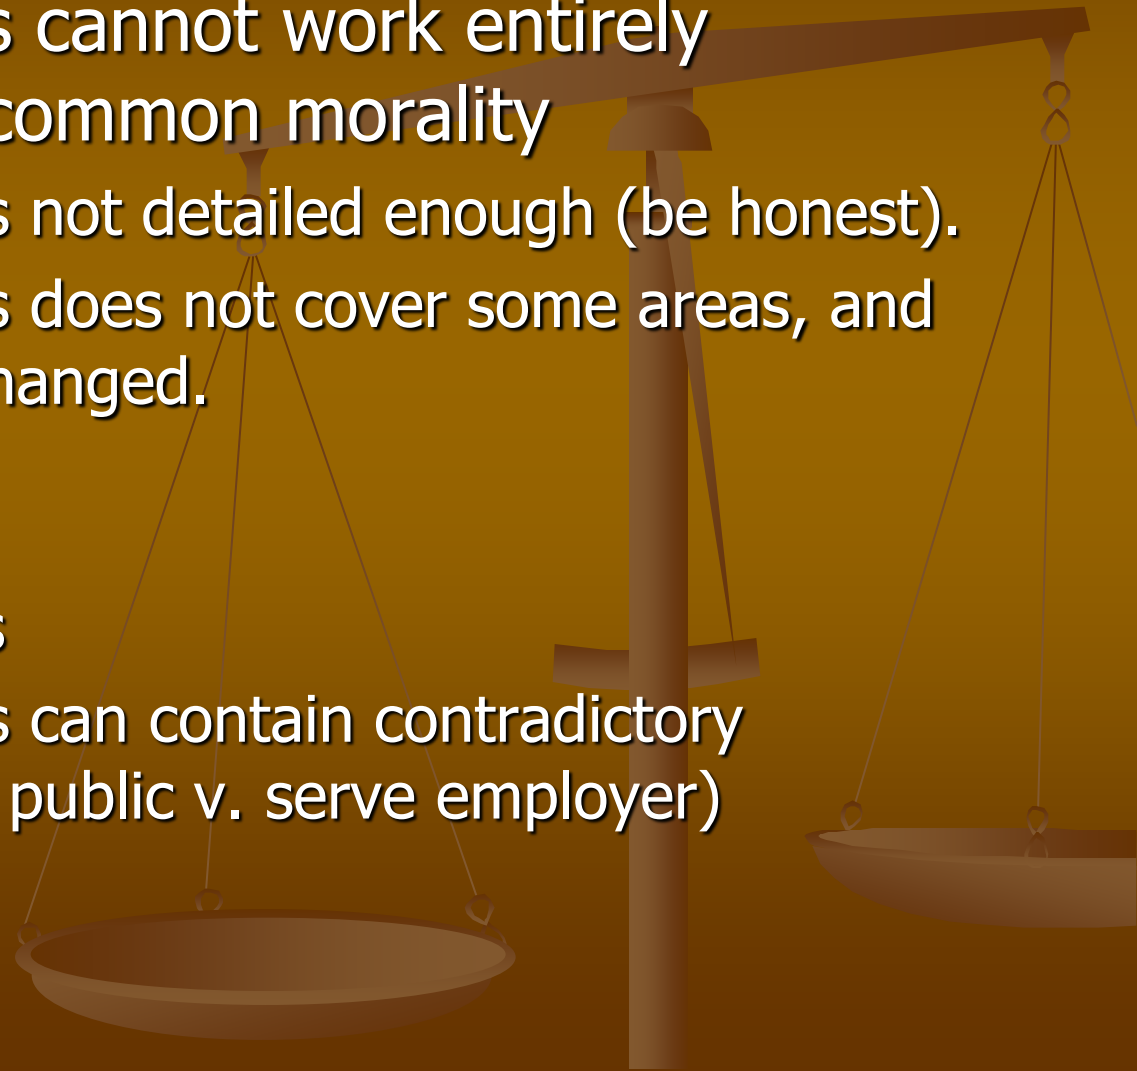 s cannot work entirely
common morality
s not detailed enough (be honest).
s does not cover some areas, and
hanged.
s
s can contain contradictory
public v. serve employer)